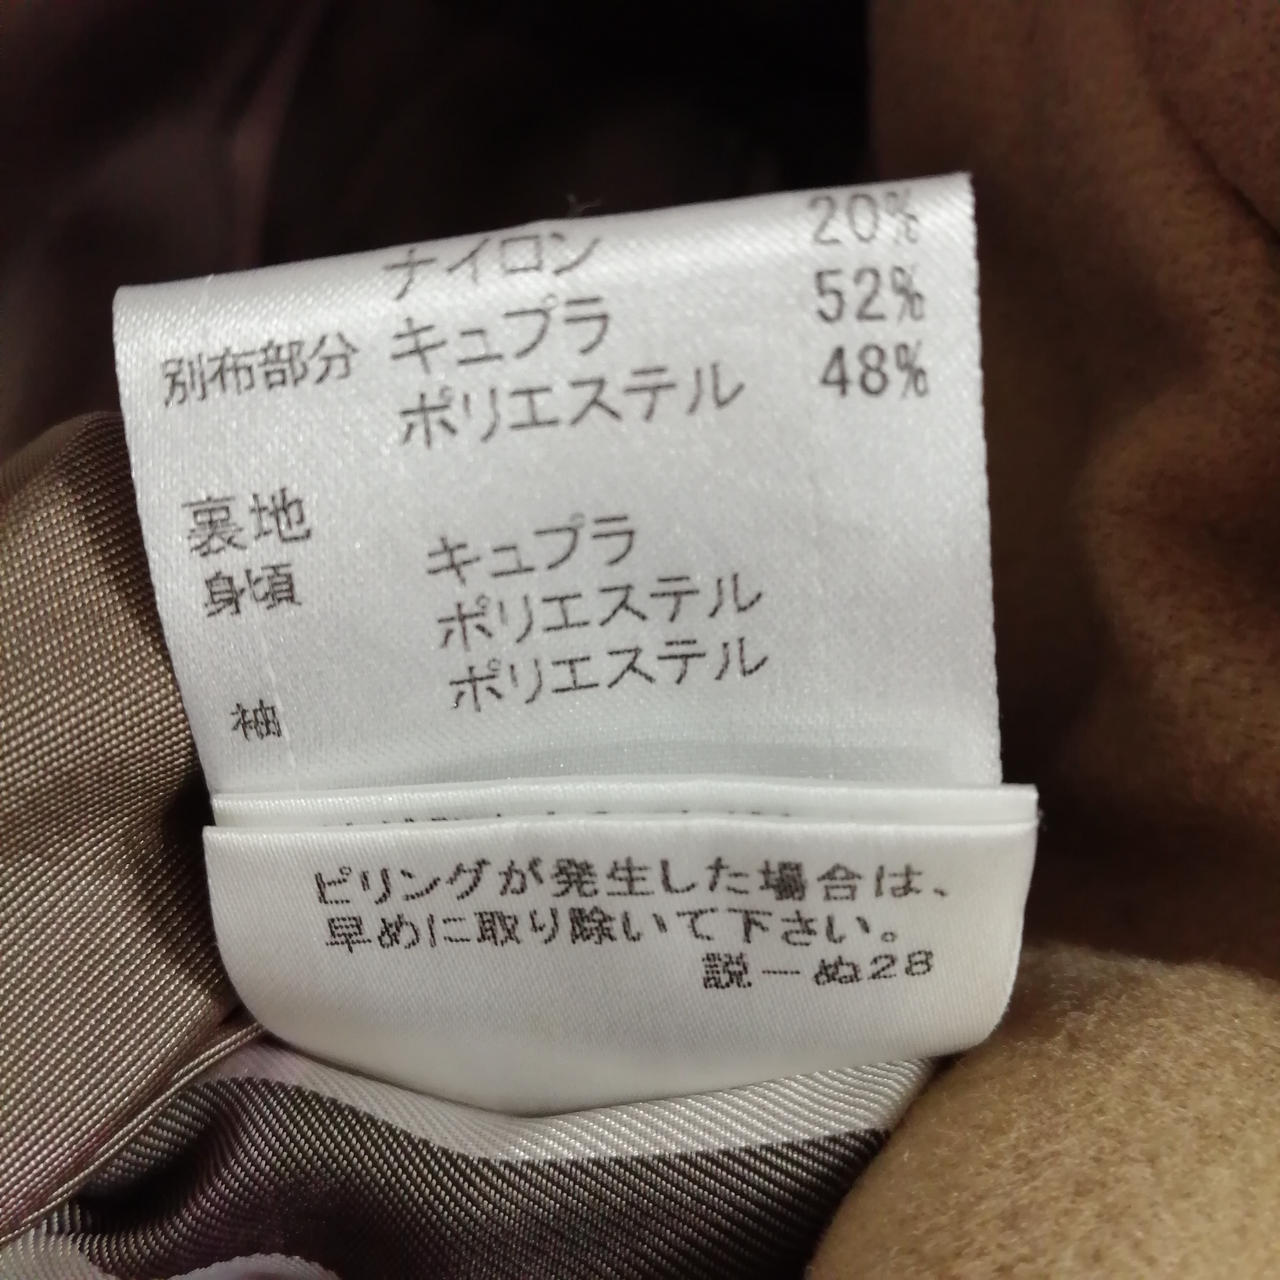 ナイロン 20%
別布部分 キュプラ 52%
ポリエステル 48%
裏地
身頃 キュプラ
ポリエステル
袖 ポリエステル
ピリングが発生した場合は、
早めに取り除いて下さい。
説－ぬ28